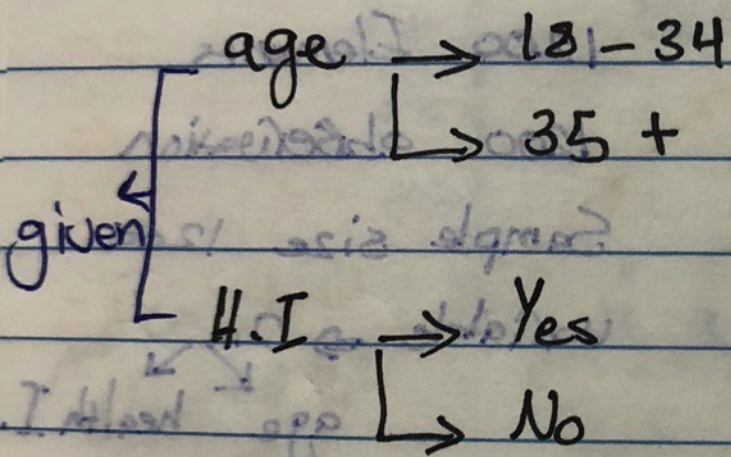 age → 18 - 34
→ 35 +
given
H.I → Yes
→ No